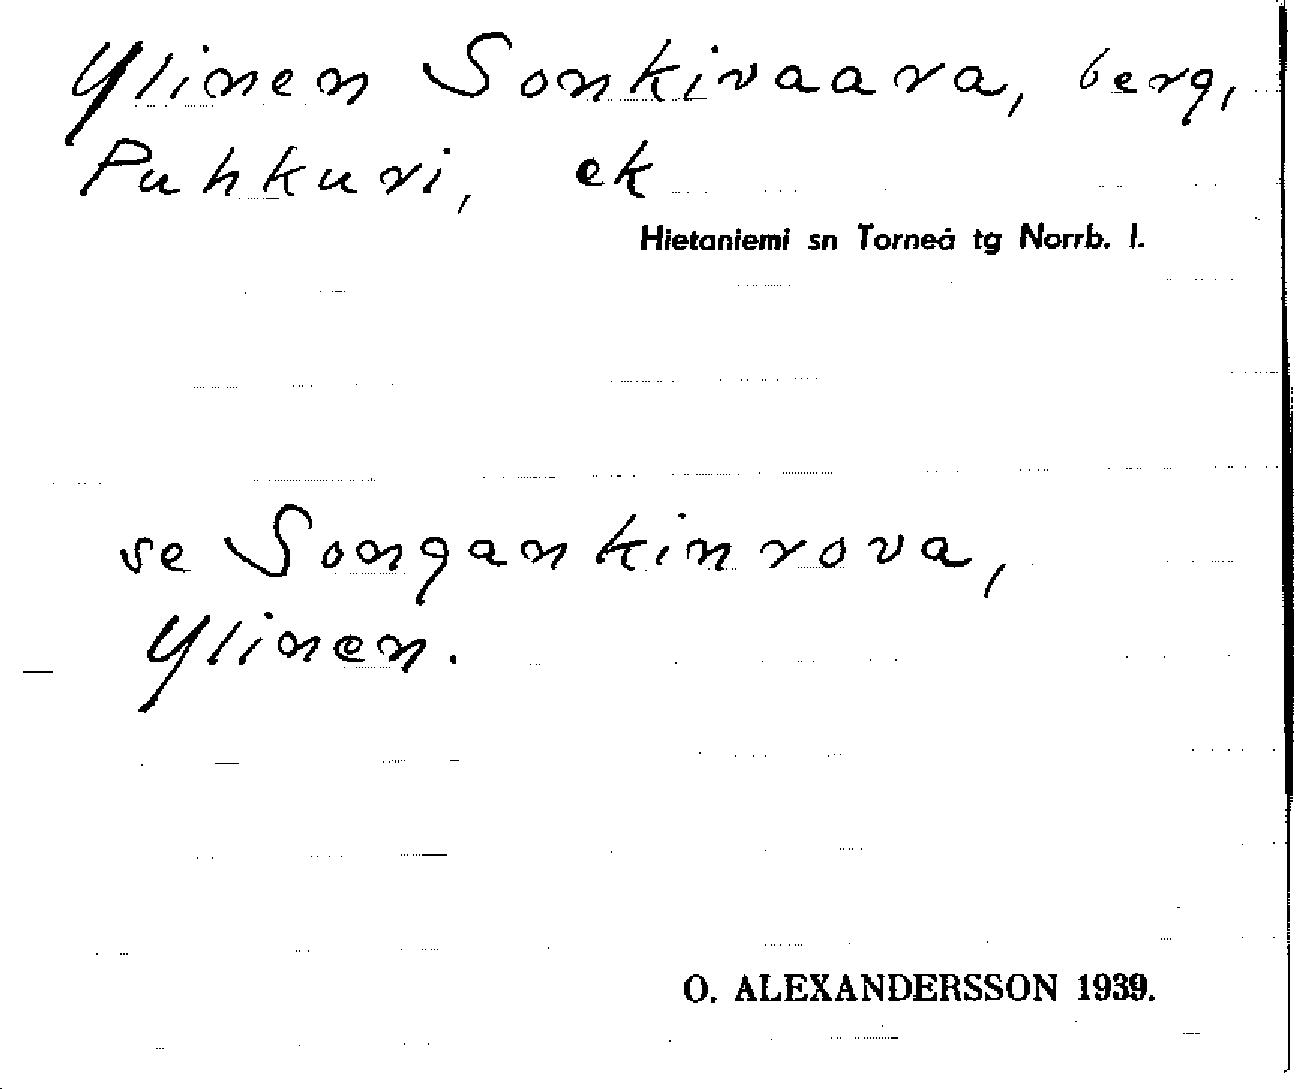 Ylinen Sonkivaara, berg,
Puhkuri, ek
Hietaniemi sn Torneå tg Norrb. l.
se Songankinrova,
Ylinen.
O. ALEXANDERSSON 1939.